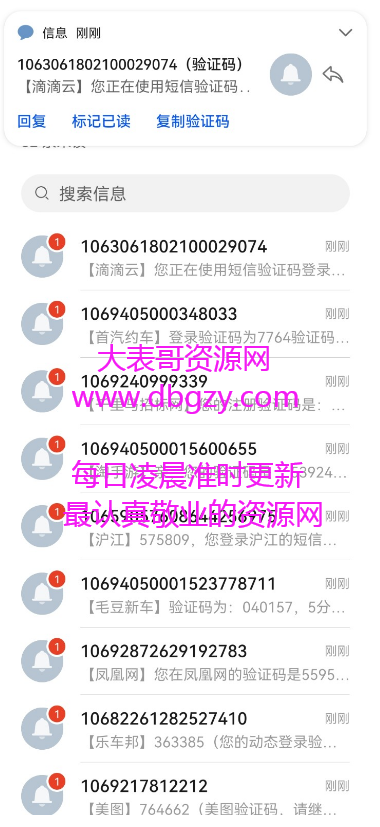 信息 刚刚
1063061802100029074（验证码）
【滴滴云】您正在使用短信验证码...
回复 标记已读 复制验证码
搜索信息
1
1063061802100029074 刚刚
【滴滴云】您正在使用短信验证码登录...
1
1069405000348033 刚刚
【首汽约车】登录验证码为7764验证码...
大表哥资源网
1
1069240999339 刚刚
www.dbgzy.com
1
106940500015600655 刚刚
每日凌晨准时更新
1
刚刚
最认真敬业的资源网
【沪江】575809，您登录沪江的短信...
1
10694050001523778711 刚刚
【毛豆新车】验证码为：040157，5分...
1
10692872629192783 刚刚
【凤凰网】您在凤凰网的验证码是5595...
1
10682261282527410 刚刚
【乐车邦】363385（您的动态登录验...
1
1069217812212 刚刚
【美图】764662（美图验证码，请继...